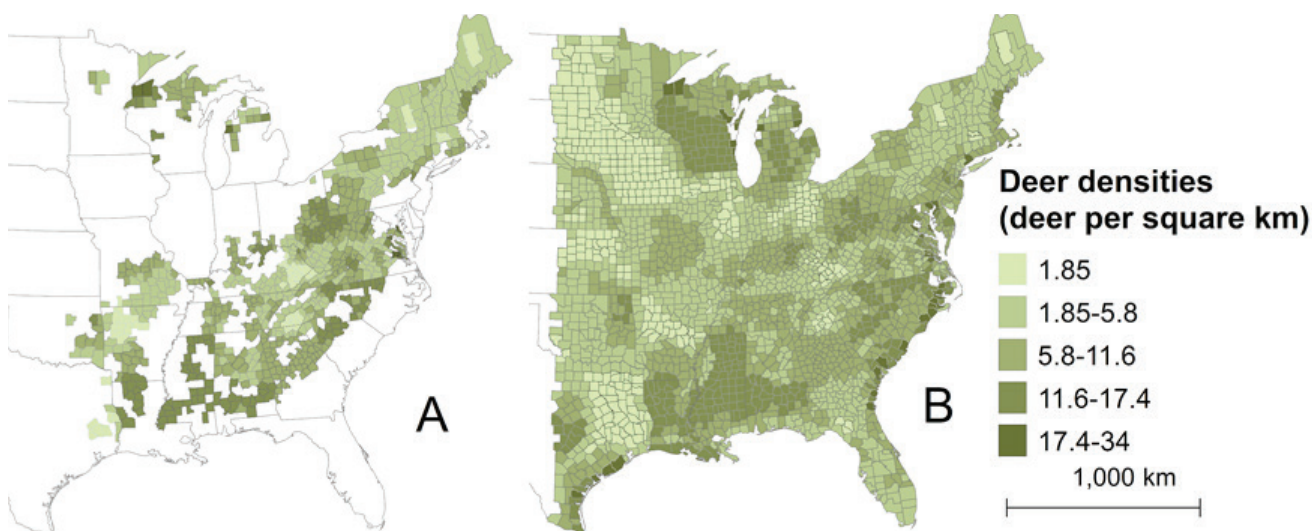 A
B
Deer densities
(deer per square km)
1.85
1.85-5.8
5.8-11.6
11.6-17.4
17.4-34
1,000 km